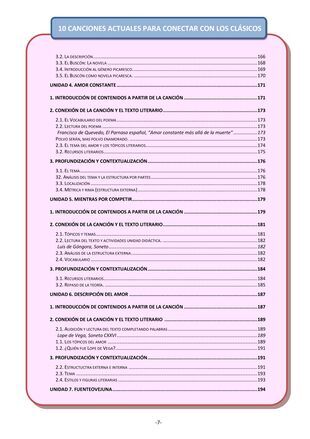 10 CANCIONES ACTUALES PARA CONECTAR CON LOS CLÁSICOS
3.2. LA DESCRIPCIÓN 166
3.3. EL BUSCÓN: LA NOVELA 168
3.4. INTRODUCCIÓN AL GÉNERO PICARESCO 169
3.5. EL BUSCÓN COMO NOVELA PICARESCA. 170
UNIDAD 4. AMOR CONSTANTE 171
1. INTRODUCCIÓN DE CONTENIDOS A PARTIR DE LA CANCIÓN 171
2. CONEXIÓN DE LA CANCIÓN Y EL TEXTO LITERARIO 173
2.1. EL VOCABULARIO DEL POEMA 173
2.2. LECTURA DEL POEMA 173
Francisco de Quevedo, El Parnaso español, "Amor constante más allá de la muerte" 173
POLVO SERÁN, MAS POLVO ENAMORADO. 173
2.3. EL TEMA DEL AMOR Y LOS TÓPICOS LITERARIOS 174
3.2. RECURSOS LITERARIOS 175
3. PROFUNDIZACIÓN Y CONTEXTUALIZACIÓN 176
3.1. EL TEMA 176
32. ANÁLISIS DEL TEMA Y LA ESTRUCTURA POR PARTES 176
3.3. LOCALIZACIÓN 178
3.4. MÉTRICA Y RIMA (ESTRUCTURA EXTERNA) 178
UNIDAD 5. MIENTRAS POR COMPETIR 179
1. INTRODUCCIÓN DE CONTENIDOS A PARTIR DE LA CANCIÓN 179
2. CONEXIÓN DE LA CANCIÓN Y EL TEXTO LITERARIO 181
2.1. TÓPICOS Y TEMAS 181
2.2. LECTURA DEL TEXTO Y ACTIVIDADES UNIDAD DIDÁCTICA. 182
Luis de Góngora, Soneto 182
2.3. ANÁLISIS DE LA ESTRUCTURA EXTERNA 182
2.4. VOCABULARIO 182
3. PROFUNDIZACIÓN Y CONTEXTUALIZACIÓN 184
3.1. RECURSOS LITERARIOS 184
3.2. REPASO DE LA TEORÍA. 185
UNIDAD 6. DESCRIPCIÓN DEL AMOR 187
1. INTRODUCCIÓN DE CONTENIDOS A PARTIR DE LA CANCIÓN 187
2. CONEXIÓN DE LA CANCIÓN Y EL TEXTO LITERARIO 189
2.1. AUDICIÓN Y LECTURA DEL TEXTO COMPLETANDO PALABRAS 189
Lope de Vega, Soneto CXXVI 189
1.1. LOS TÓPICOS DEL AMOR 189
1.2. ¿QUIÉN FUE LOPE DE VEGA? 191
3. PROFUNDIZACIÓN Y CONTEXTUALIZACIÓN 191
2.2. ESTRUCTUCTRA EXTERNA E INTERNA 191
2.3. TEMA 193
2.4. ESTILOS Y FIGURAS LITERARIAS 193
UNIDAD 7. FUENTEOVEJUNA 194
-7-